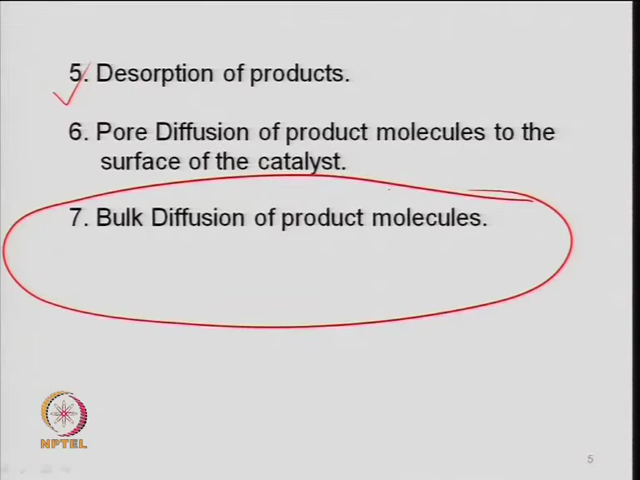 5. Desorption of products.
6. Pore Diffusion of product molecules to the
surface of the catalyst.
7. Bulk Diffusion of product molecules.
NPTEL
5